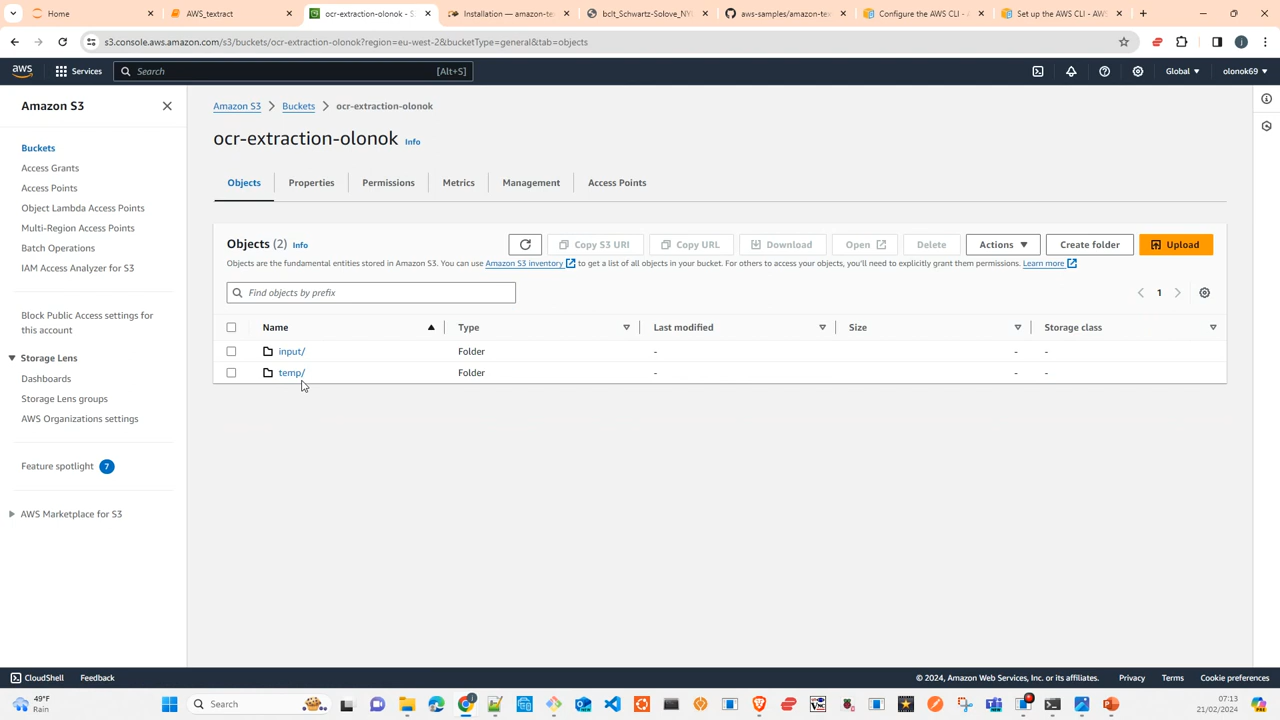 Home
AWS_textract
ocr-extraction-olonok - S
Installation — amazon-te
bclt_Schwartz-Solove_NYU
aws-samples/amazon-tex
Configure the AWS CLI - A
Set up the AWS CLI - AWS
s3.console.aws.amazon.com/s3/buckets/ocr-extraction-olonok?region=eu-west-2&bucketType=general&tab=objects
aws
Services
Search
[Alt+S]
Global
olonok69
Amazon S3
Amazon S3
Buckets
ocr-extraction-olonok
Buckets
Access Grants
Access Points
Object Lambda Access Points
Multi-Region Access Points
Batch Operations
IAM Access Analyzer for S3
Block Public Access settings for
this account
Storage Lens
Dashboards
Storage Lens groups
AWS Organizations settings
Feature spotlight 7
AWS Marketplace for S3
ocr-extraction-olonok Info
Objects
Properties
Permissions
Metrics
Management
Access Points
Objects (2) Info
Copy S3 URI
Copy URL
Download
Open
Delete
Actions
Create folder
Upload
Objects are the fundamental entities stored in Amazon S3. You can use Amazon S3 inventory to get a list of all objects in your bucket. For others to access your objects, you'll need to explicitly grant them permissions. Learn more
Find objects by prefix
1
Name Type Last modified Size Storage class
input/ Folder - - -
temp/ Folder - - -
CloudShell
Feedback
© 2024, Amazon Web Services, Inc. or its affiliates.
Privacy
Terms
Cookie preferences
49°F
Rain
Search
07:13
21/02/2024